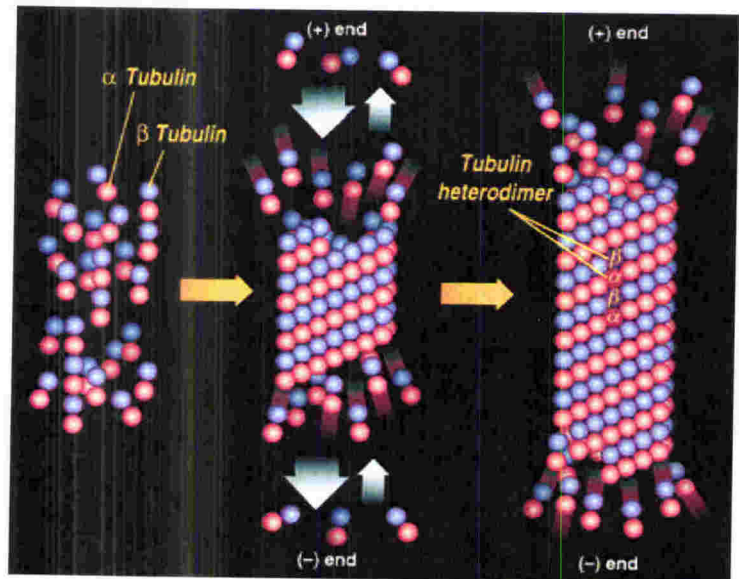 (+) end
(+) end
α Tubulin
β Tubulin
Tubulin
heterodimer
β
α
β
α
(−) end
(−) end